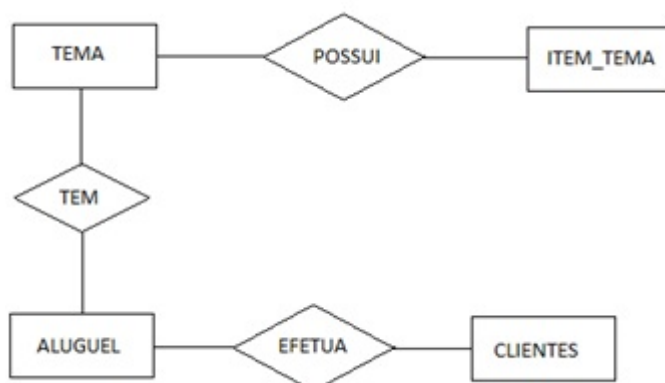 TEMA
POSSUI
ITEM_TEMA
TEM
ALUGUEL
EFETUA
CLIENTES